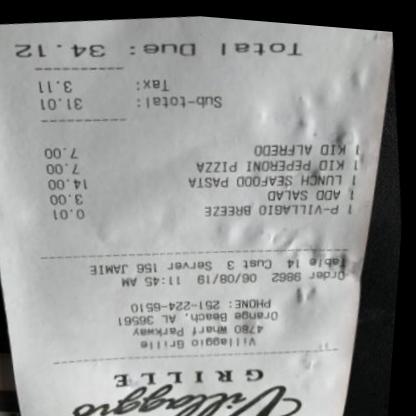 Villaggio
GRILLE
Villaggio Grille
4780 Wharf Parkway
Orange Beach, AL 36561
PHONE: 251-224-6510
Order 9862 06/08/19 11:45 AM
Table 14 Cust 3 Server 156 JAMIE
1 P-VILLAGIO BREEZE 0.01
1 ADD SALAD 3.00
1 LUNCH SEAFOOD PASTA 14.00
1 KID PEPERONI PIZZA 7.00
1 KID ALFREDO 7.00
Sub-total: 31.01
Tax: 3.11
Total Due: 34.12